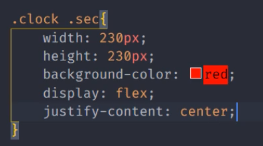 .clock .sec{
    width: 230px;
    height: 230px;
    background-color: red;
    display: flex;
    justify-content: center;
}